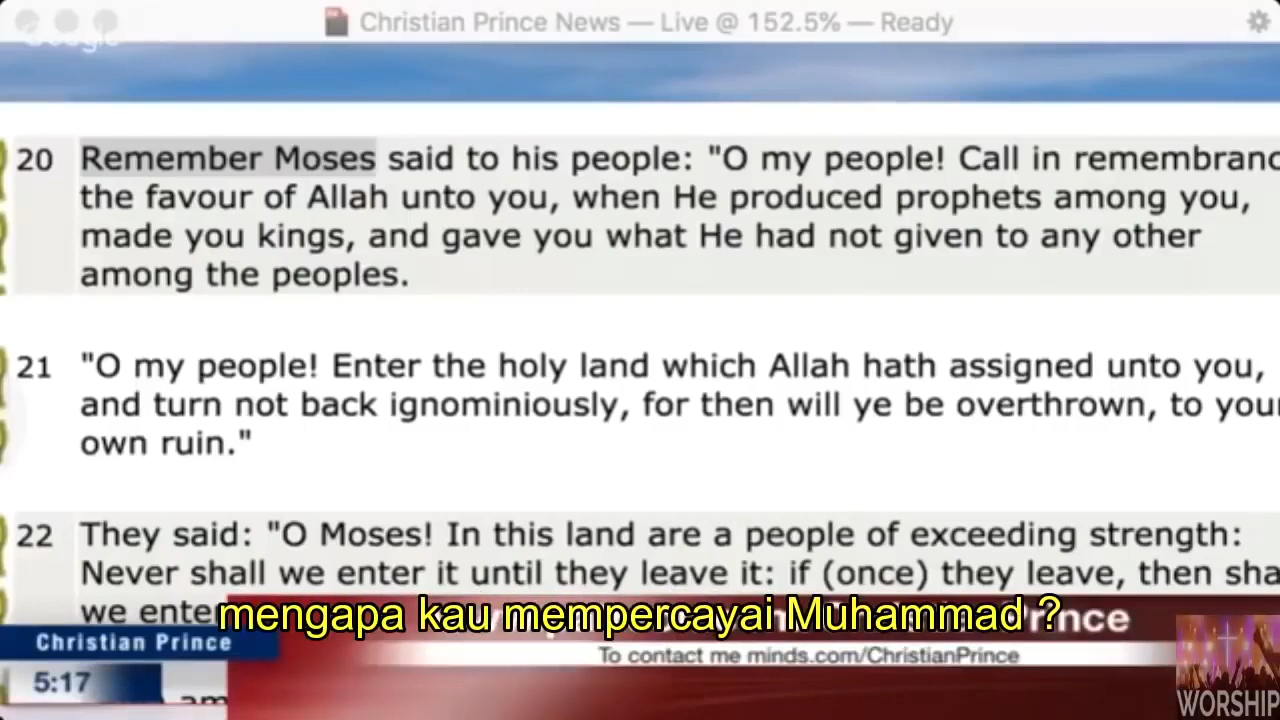 Christian Prince News — Live @ 152.5% — Ready
Google
20 Remember Moses said to his people: "O my people! Call in remembranc
the favour of Allah unto you, when He produced prophets among you,
made you kings, and gave you what He had not given to any other
among the peoples.
21 "O my people! Enter the holy land which Allah hath assigned unto you,
and turn not back ignominiously, for then will ye be overthrown, to your
own ruin."
22 They said: "O Moses! In this land are a people of exceeding strength:
Never shall we enter it until they leave it: if (once) they leave, then sha
we ente
mengapa kau mempercayai Muhammad ?
Prince
Christian Prince
To contact me minds.com/ChristianPrince
5:17
am
WORSHIP